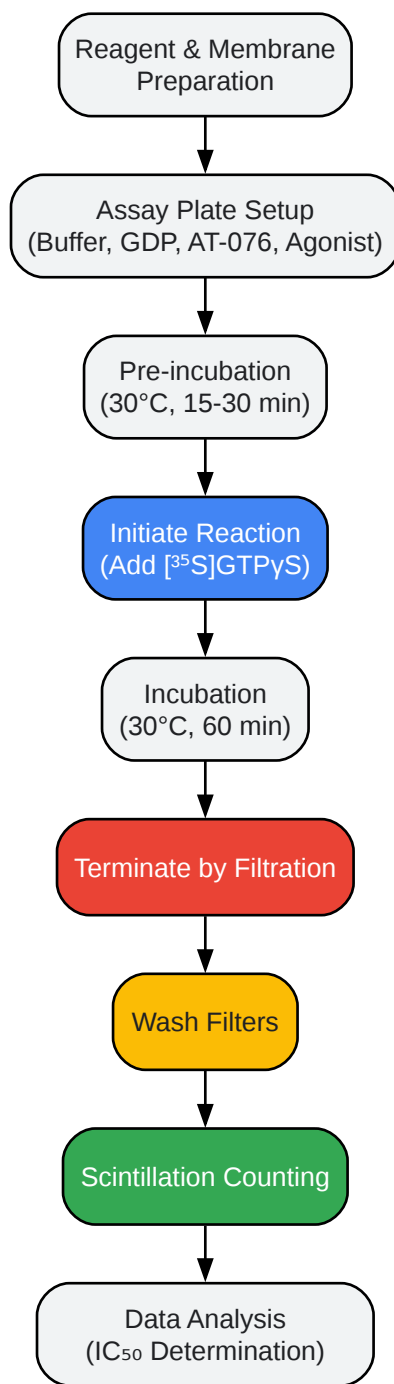 Reagent & Membrane
Preparation
Assay Plate Setup
(Buffer, GDP, AT-076, Agonist)
Pre-incubation
(30°C, 15-30 min)
Initiate Reaction
(Add [³⁵S]GTPγS)
Incubation
(30°C, 60 min)
Terminate by Filtration
Wash Filters
Scintillation Counting
Data Analysis
(IC₅₀ Determination)